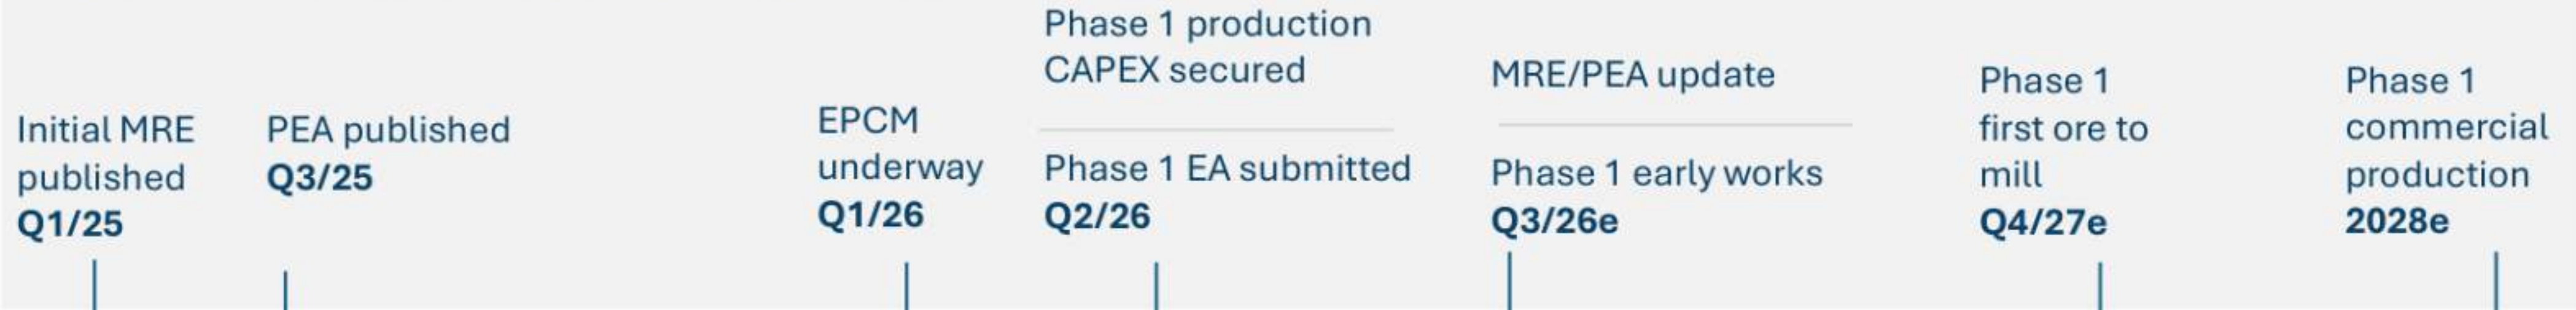 Initial MRE
published
Q1/25
PEA published
Q3/25
EPCM
underway
Q1/26
Phase 1 production
CAPEX secured
Phase 1 EA submitted
Q2/26
MRE/PEA update
Phase 1 early works
Q3/26e
Phase 1
first ore to
mill
Q4/27e
Phase 1
commercial
production
2028e